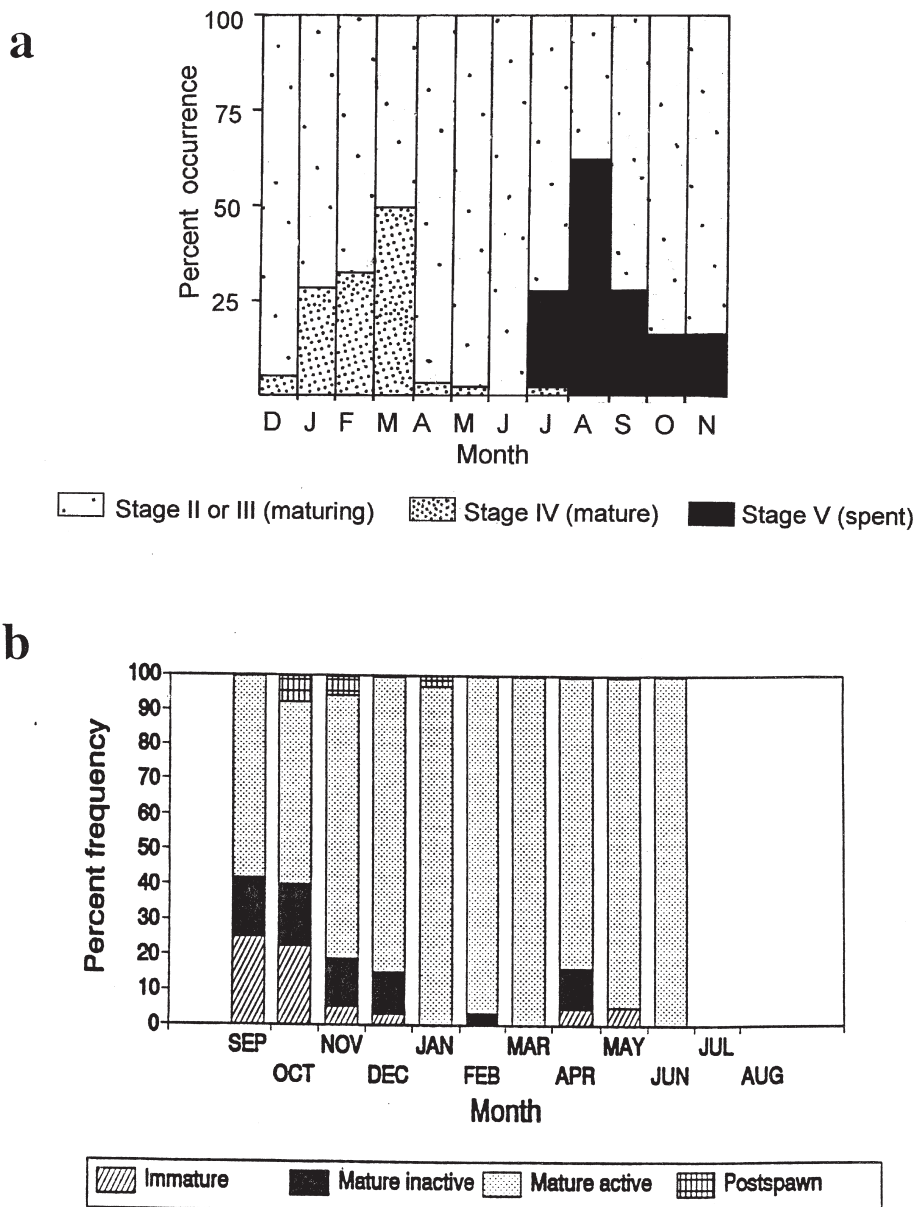 a
100
75
50
25
Percent occurrence
D J F M A M J J A S O N
Month
Stage II or III (maturing) Stage IV (mature) Stage V (spent)
b
100
90
80
70
60
50
40
30
20
10
0
Percent frequency
SEP NOV JAN MAR MAY JUL
OCT DEC FEB APR JUN AUG
Month
Immature Mature inactive Mature active Postspawn